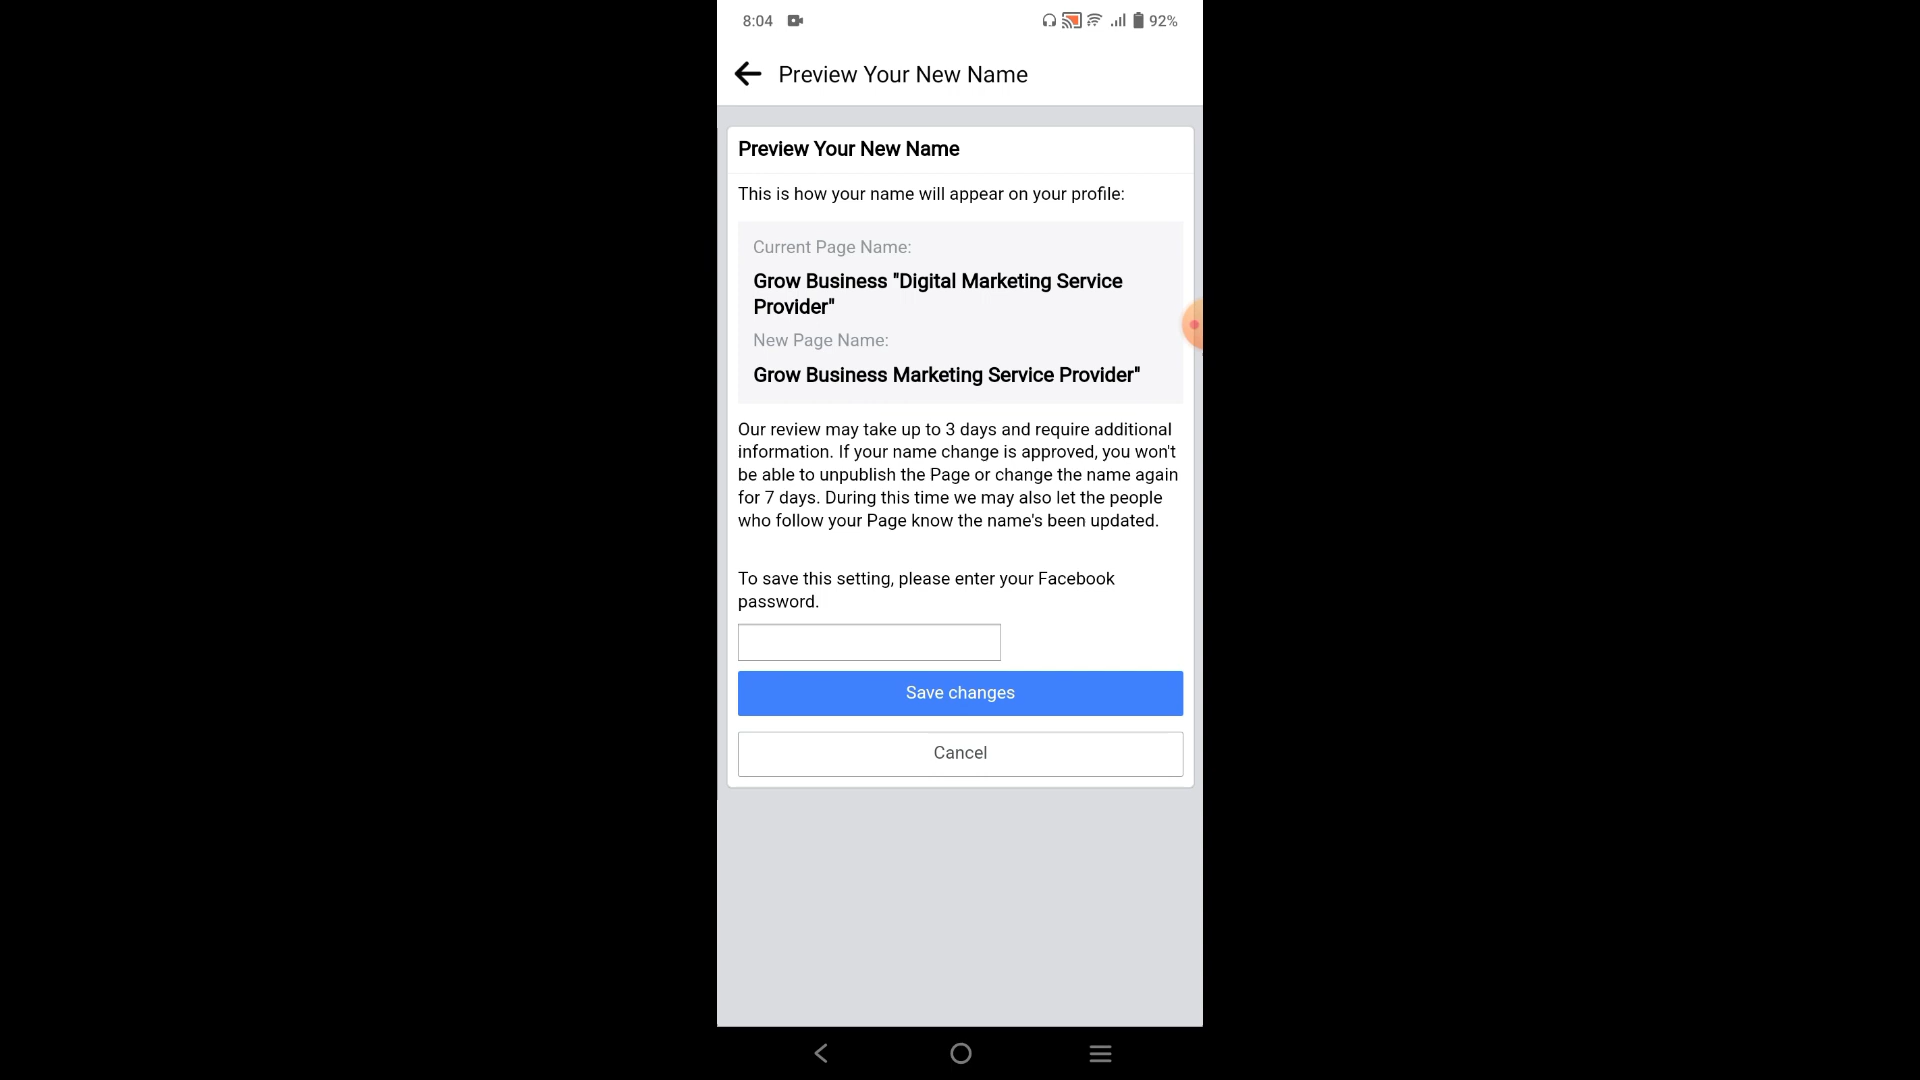 8:04
92%
Preview Your New Name
Preview Your New Name
This is how your name will appear on your profile:
Current Page Name:
Grow Business "Digital Marketing Service
Provider"
New Page Name:
Grow Business Marketing Service Provider"
Our review may take up to 3 days and require additional
information. If your name change is approved, you won't
be able to unpublish the Page or change the name again
for 7 days. During this time we may also let the people
who follow your Page know the name's been updated.
To save this setting, please enter your Facebook
password.
Save changes
Cancel